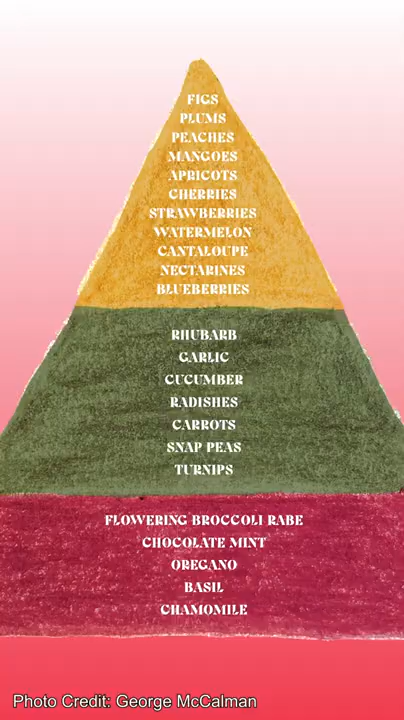 FIGS
PLUMS
PEACHES
MANGOES
APRICOTS
CHERRIES
STRAWBERRIES
WATERMELON
CANTALOUPE
NECTARINES
BLUEBERRIES
RHUBARB
GARLIC
CUCUMBER
RADISHES
CARROTS
SNAP PEAS
TURNIPS
FLOWERING BROCCOLI RABE
CHOCOLATE MINT
OREGANO
BASIL
CHAMOMILE
Photo Credit: George McCalman